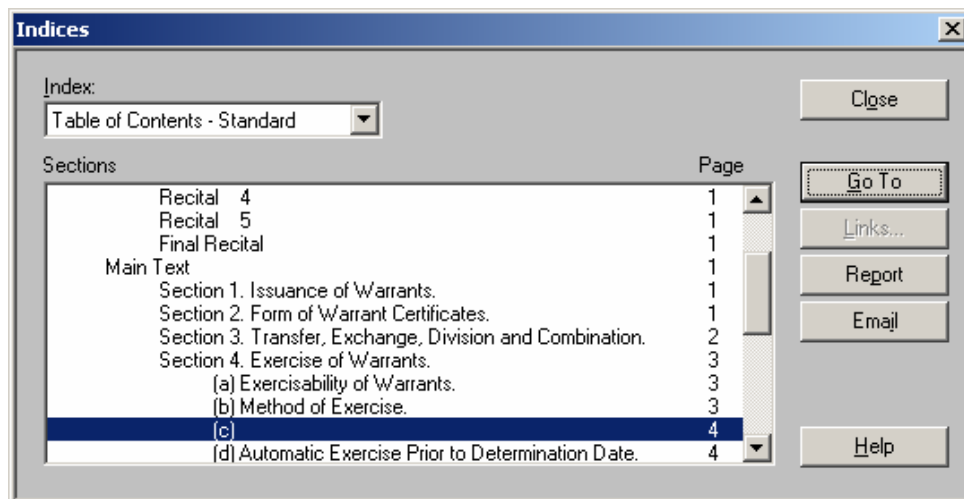 Indices
Index:
Close
Table of Contents - Standard
Sections Page
Go To
Recital 4 1
Recital 5 1
Final Recital 1
Links...
Main Text 1
Section 1. Issuance of Warrants. 1
Report
Section 2. Form of Warrant Certificates. 1
Section 3. Transfer, Exchange, Division and Combination. 2
Email
Section 4. Exercise of Warrants. 3
(a) Exercisability of Warrants. 3
(b) Method of Exercise. 3
(c) 4
(d) Automatic Exercise Prior to Determination Date. 4
Help